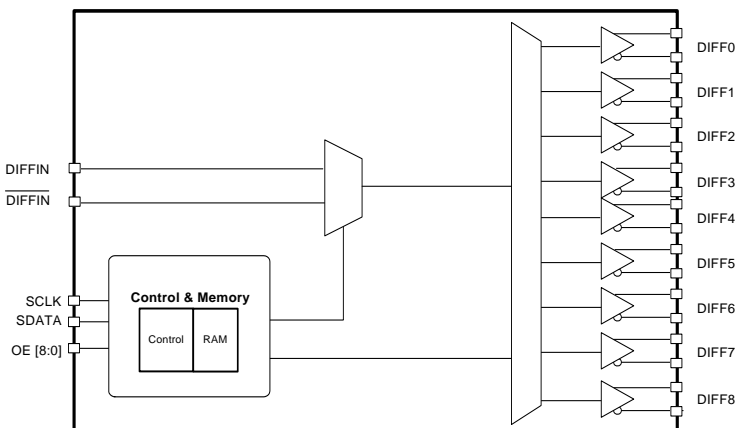 DIFFIN
DIFFIN
SCLK
SDATA
OE [8:0]
Control & Memory
Control
RAM
DIFF0
DIFF1
DIFF2
DIFF3
DIFF4
DIFF5
DIFF6
DIFF7
DIFF8